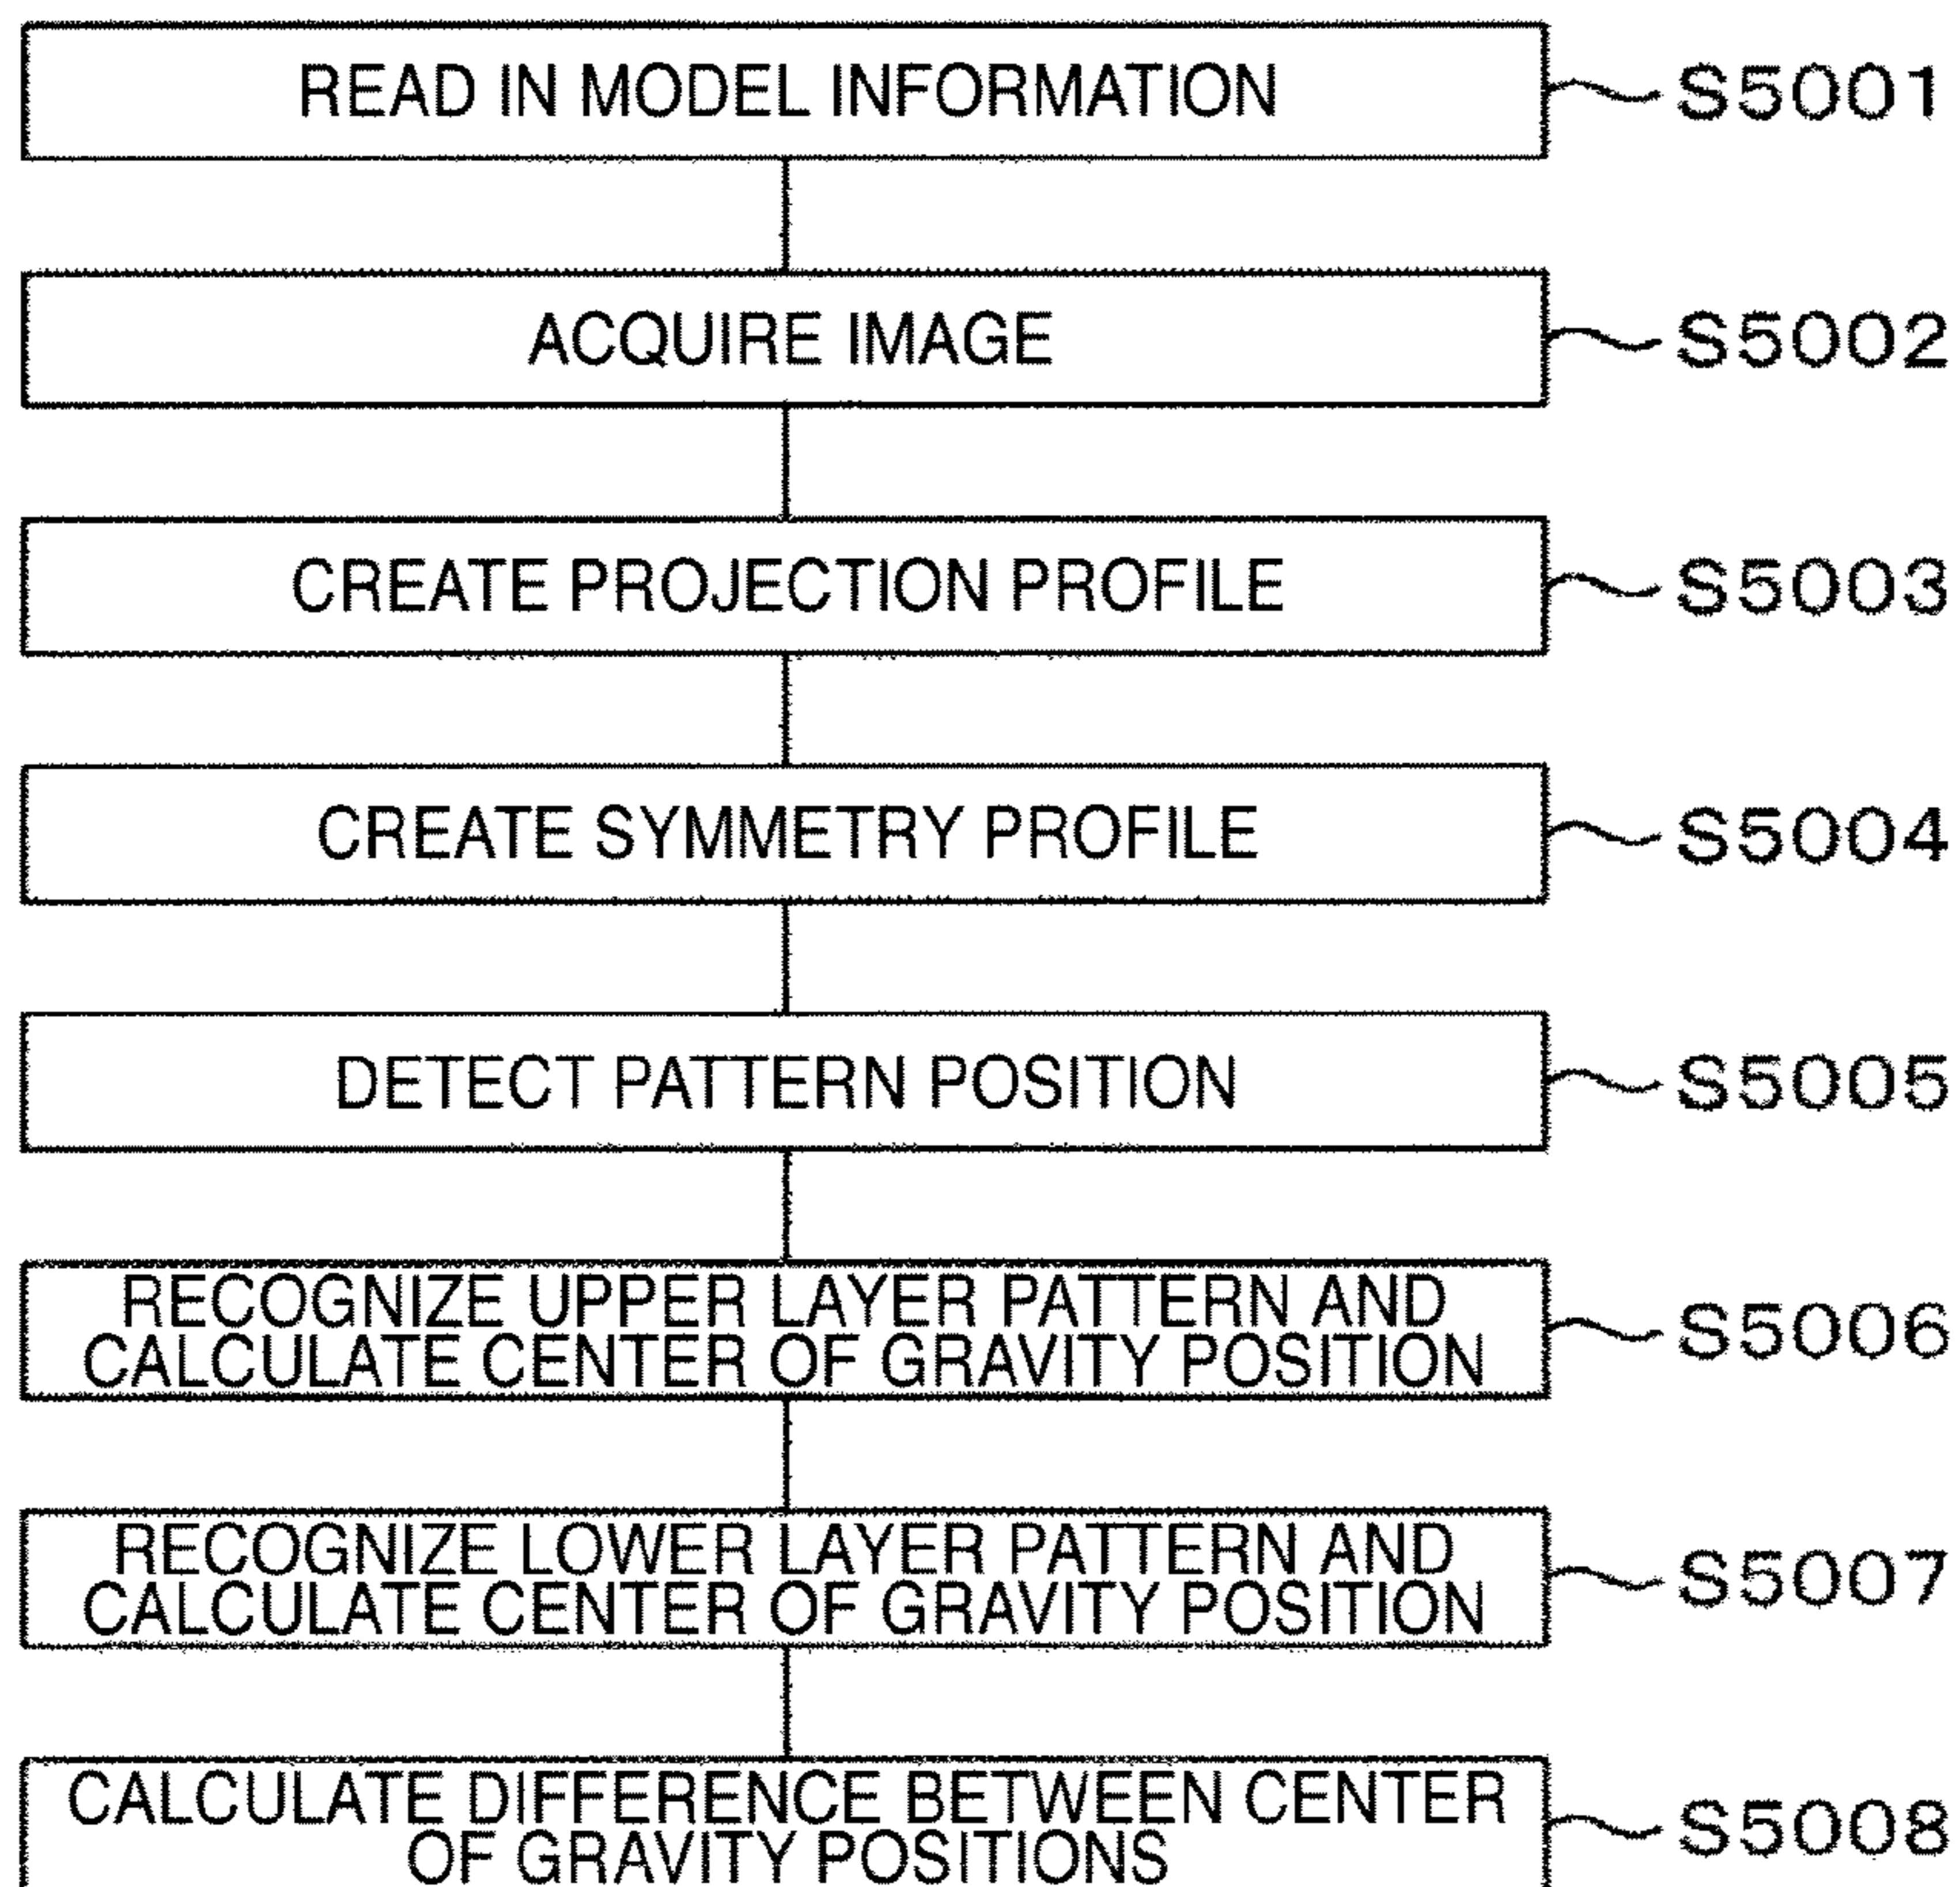 READ IN MODEL INFORMATION
S5001
ACQUIRE IMAGE
S5002
CREATE PROJECTION PROFILE
S5003
CREATE SYMMETRY PROFILE
S5004
DETECT PATTERN POSITION
S5005
RECOGNIZE UPPER LAYER PATTERN AND
CALCULATE CENTER OF GRAVITY POSITION
S5006
RECOGNIZE LOWER LAYER PATTERN AND
CALCULATE CENTER OF GRAVITY POSITION
S5007
CALCULATE DIFFERENCE BETWEEN CENTER
OF GRAVITY POSITIONS
S5008